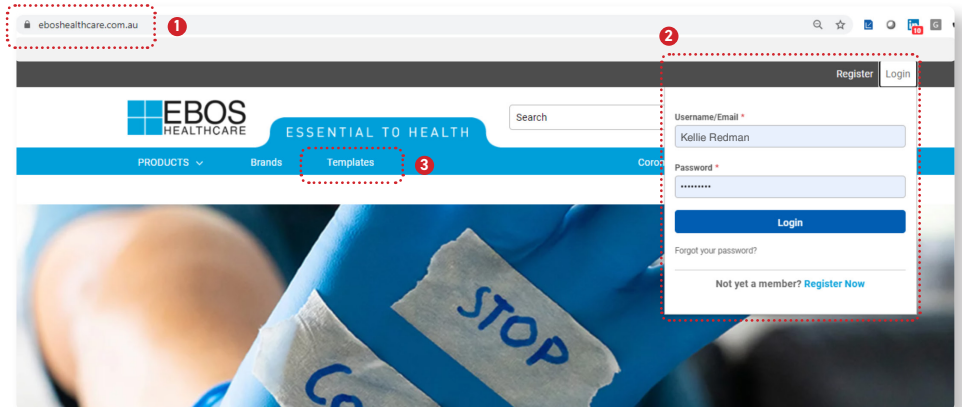 eboshealthcare.com.au
1
2
10
G
Register Login
EBOS
HEALTHCARE
ESSENTIAL TO HEALTH
Search
Username/Email *
Kellie Redman
PRODUCTS Brands Templates
3
Password *
•••••••••
Login
Forgot your password?
Not yet a member? Register Now
STOP